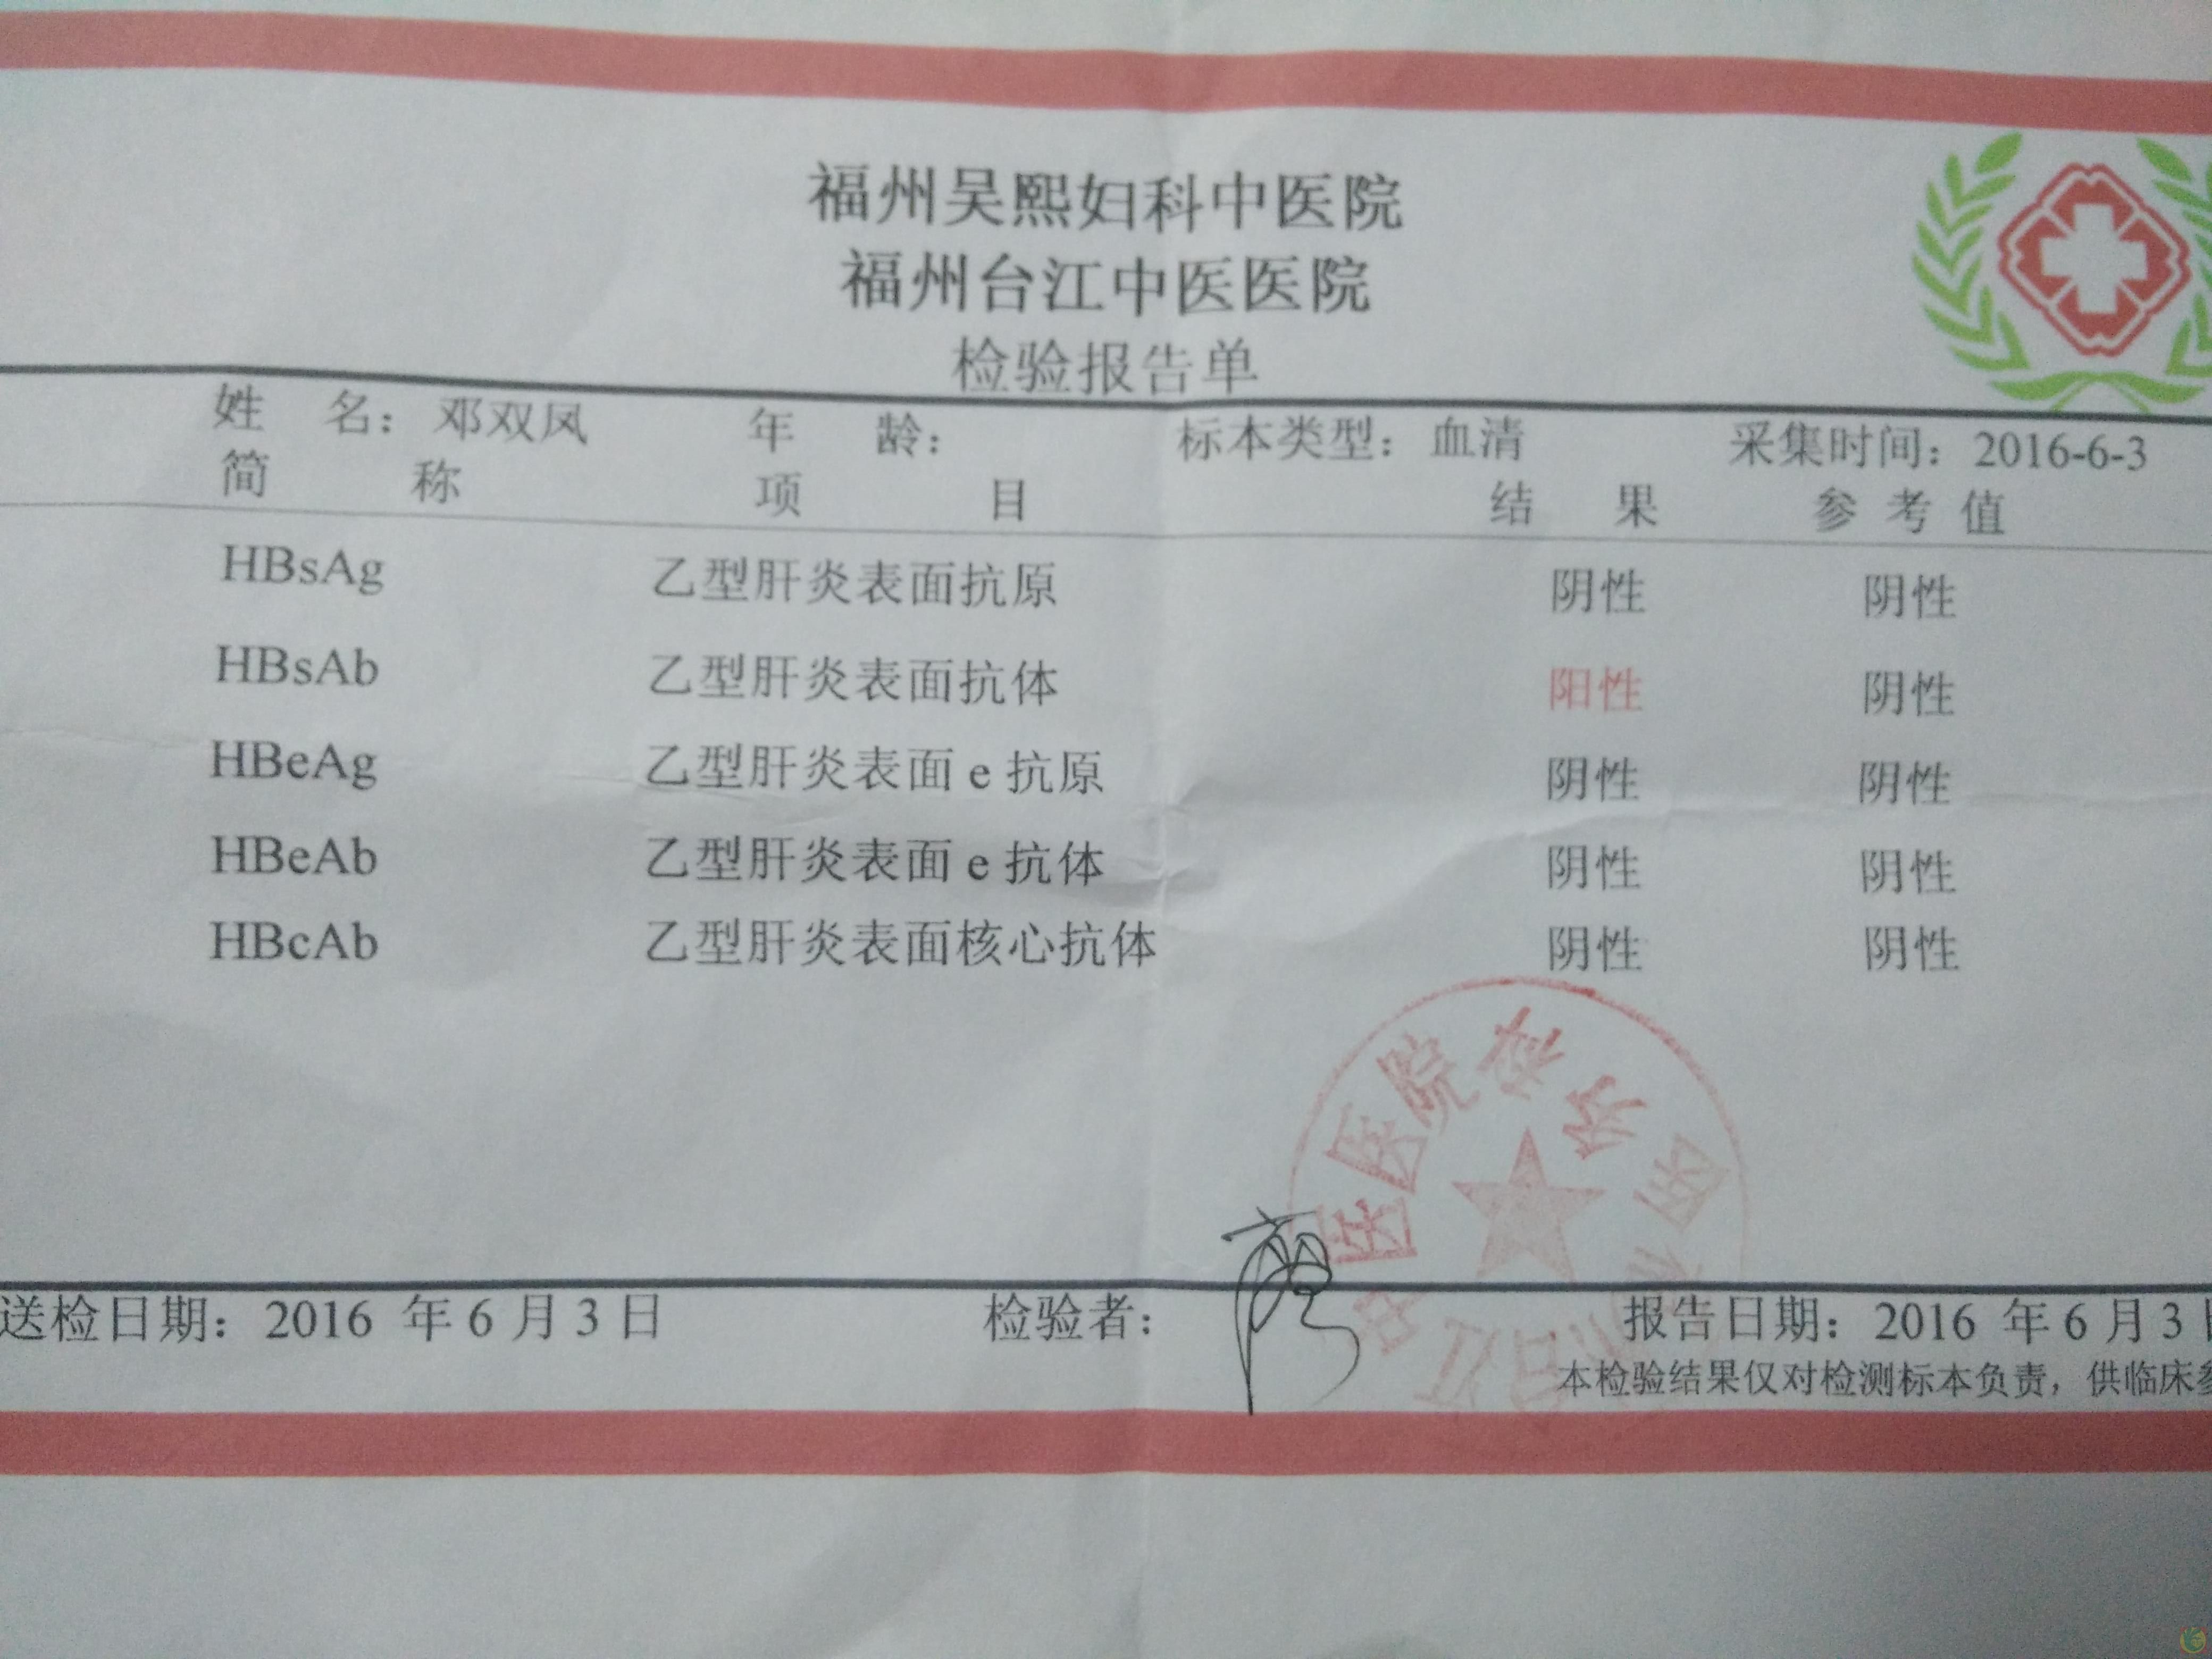 福州吴熙妇科中医院
福州台江中医医院
检验报告单
姓 名：邓双凤 年 龄： 标本类型：血清 采集时间：2016-6-3
简 称 项 目 结 果 参 考 值
HBsAg 乙型肝炎表面抗原 阴性 阴性
HBsAb 乙型肝炎表面抗体 阳性 阴性
HBeAg 乙型肝炎表面 e 抗原 阴性 阴性
HBeAb 乙型肝炎表面 e 抗体 阴性 阴性
HBcAb 乙型肝炎表面核心抗体 阴性 阴性
送检日期：2016 年 6 月 3 日 检验者： 报告日期：2016 年 6 月 3
本检验结果仅对检测标本负责，供临床